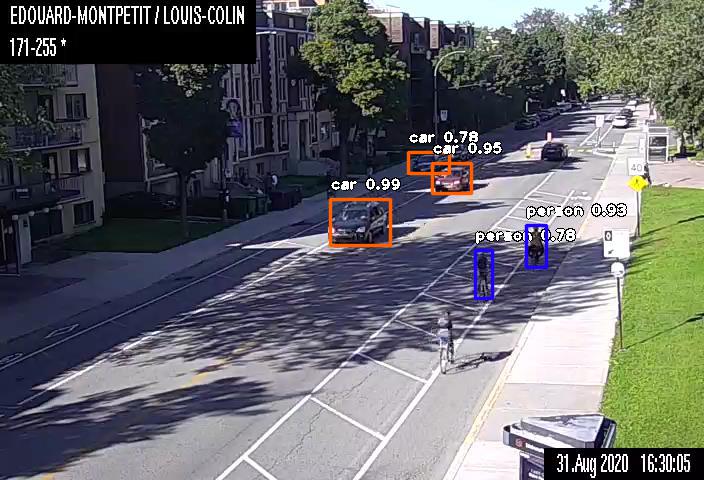 EDOUARD-MONTPETIT / LOUIS-COLIN
171-255 *
car 0.78
car 0.95
car 0.99
40
person 0.93
person 0.78
31.Aug 2020 16:30:05